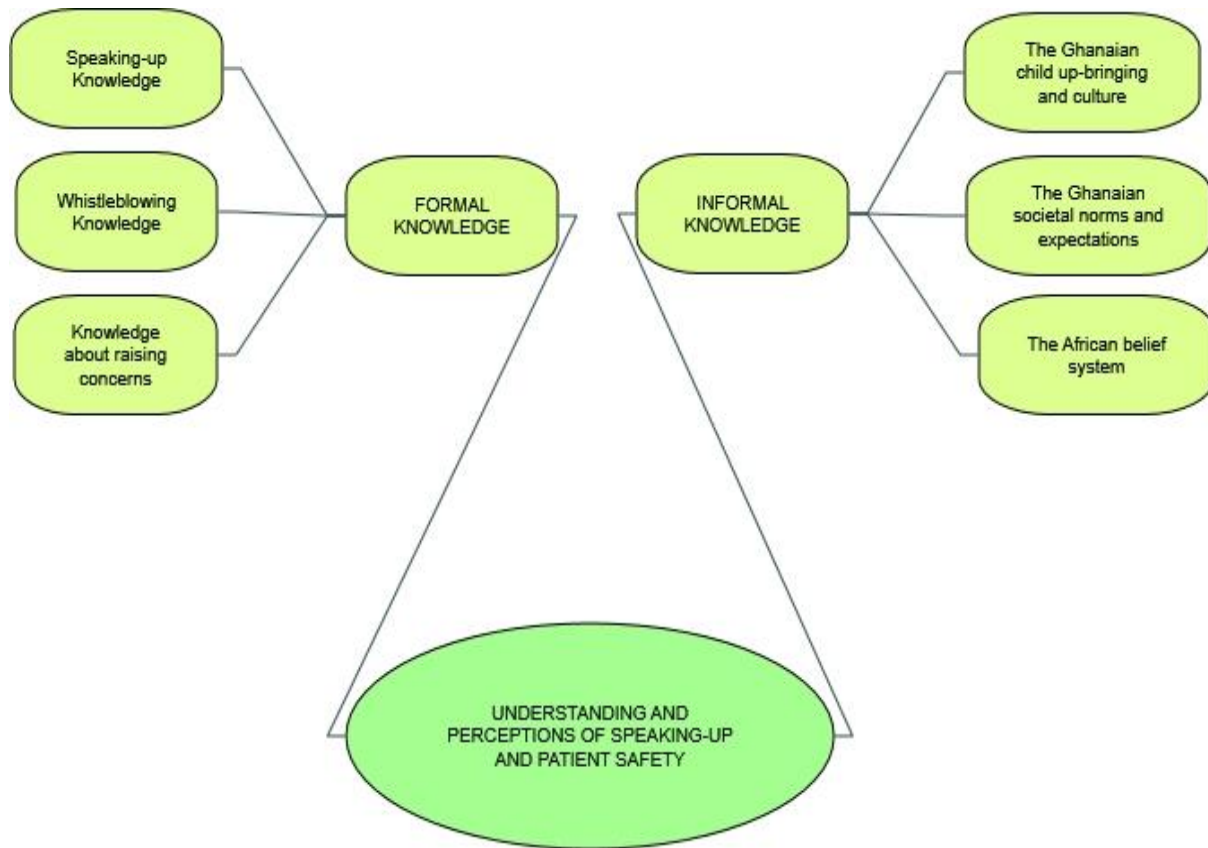 Speaking-up
Knowledge
Whistleblowing
Knowledge
Knowledge
about raising
concerns
FORMAL
KNOWLEDGE
INFORMAL
KNOWLEDGE
The Ghanaian
child up-bringing
and culture
The Ghanaian
societal norms and
expectations
The African belief
system
UNDERSTANDING AND
PERCEPTIONS OF SPEAKING-UP
AND PATIENT SAFETY